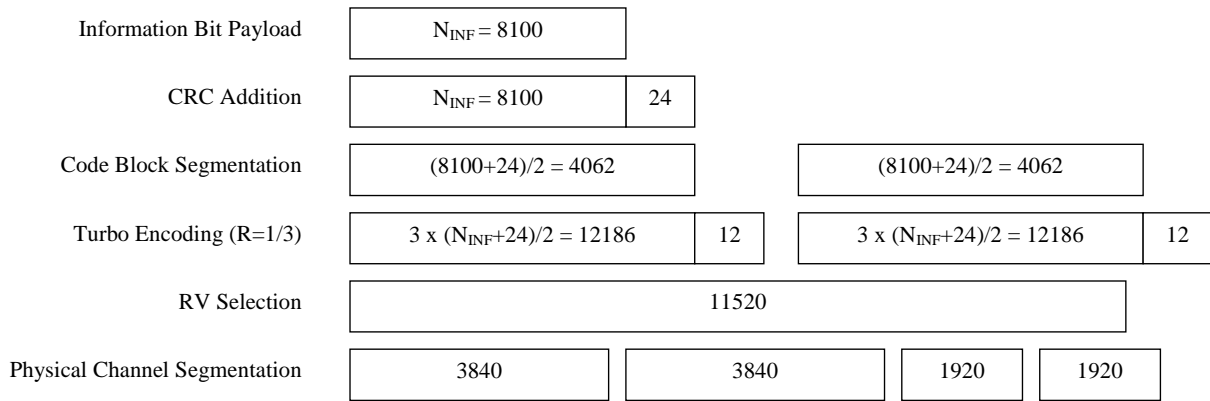 Information Bit Payload N_INF = 8100
CRC Addition N_INF = 8100 24
Code Block Segmentation (8100+24)/2 = 4062 (8100+24)/2 = 4062
Turbo Encoding (R=1/3) 3 x (N_INF+24)/2 = 12186 12 3 x (N_INF+24)/2 = 12186 12
RV Selection 11520
Physical Channel Segmentation 3840 3840 1920 1920